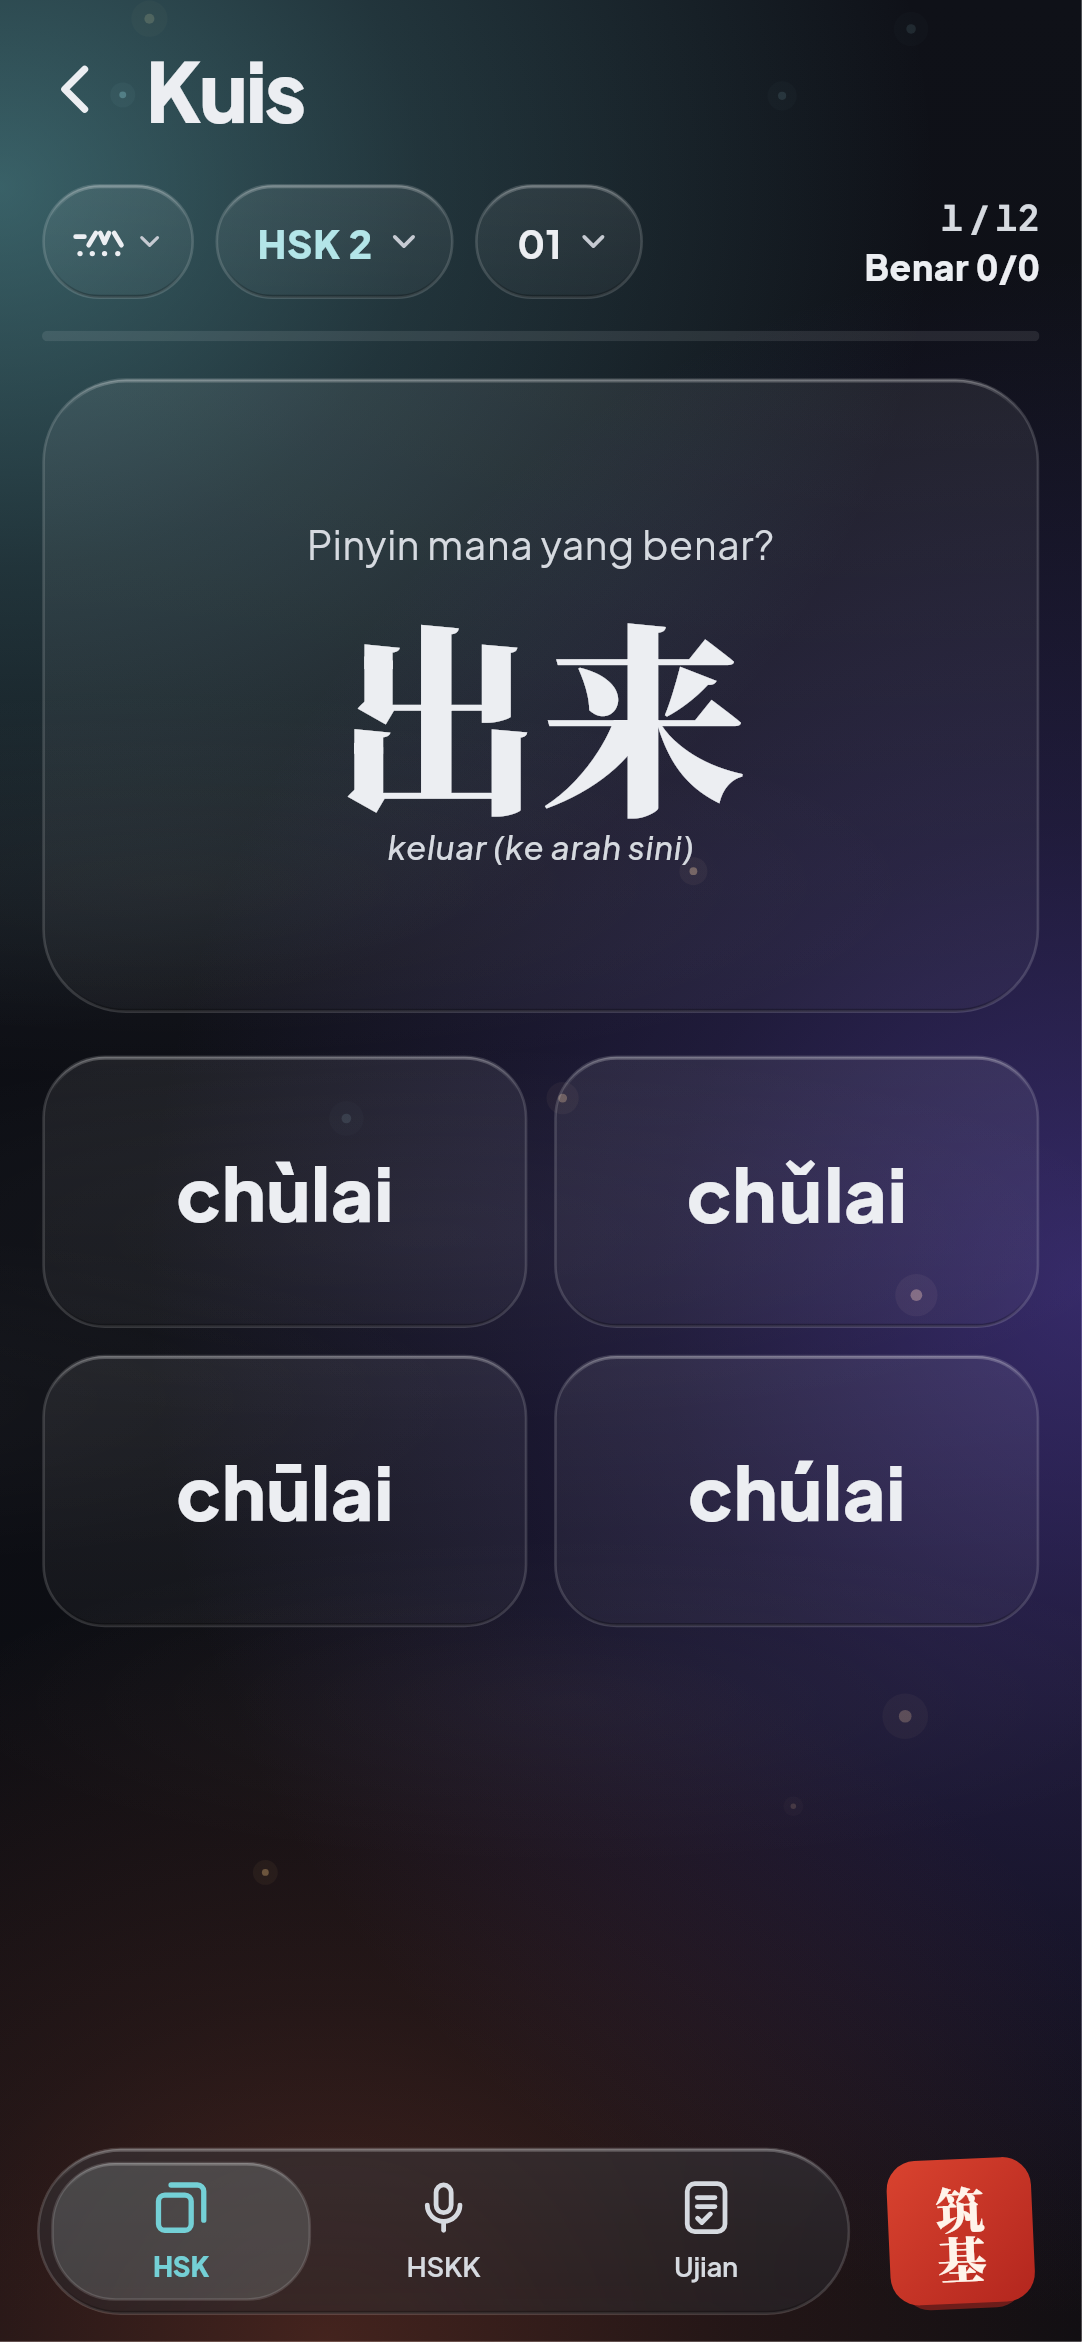 Kuis
HSK 2
01
1 / 12
Benar 0/0
Pinyin mana yang benar?
出来
keluar (ke arah sini)
chùlai
chǔlai
chūlai
chúlai
HSK
HSKK
Ujian
筑
基